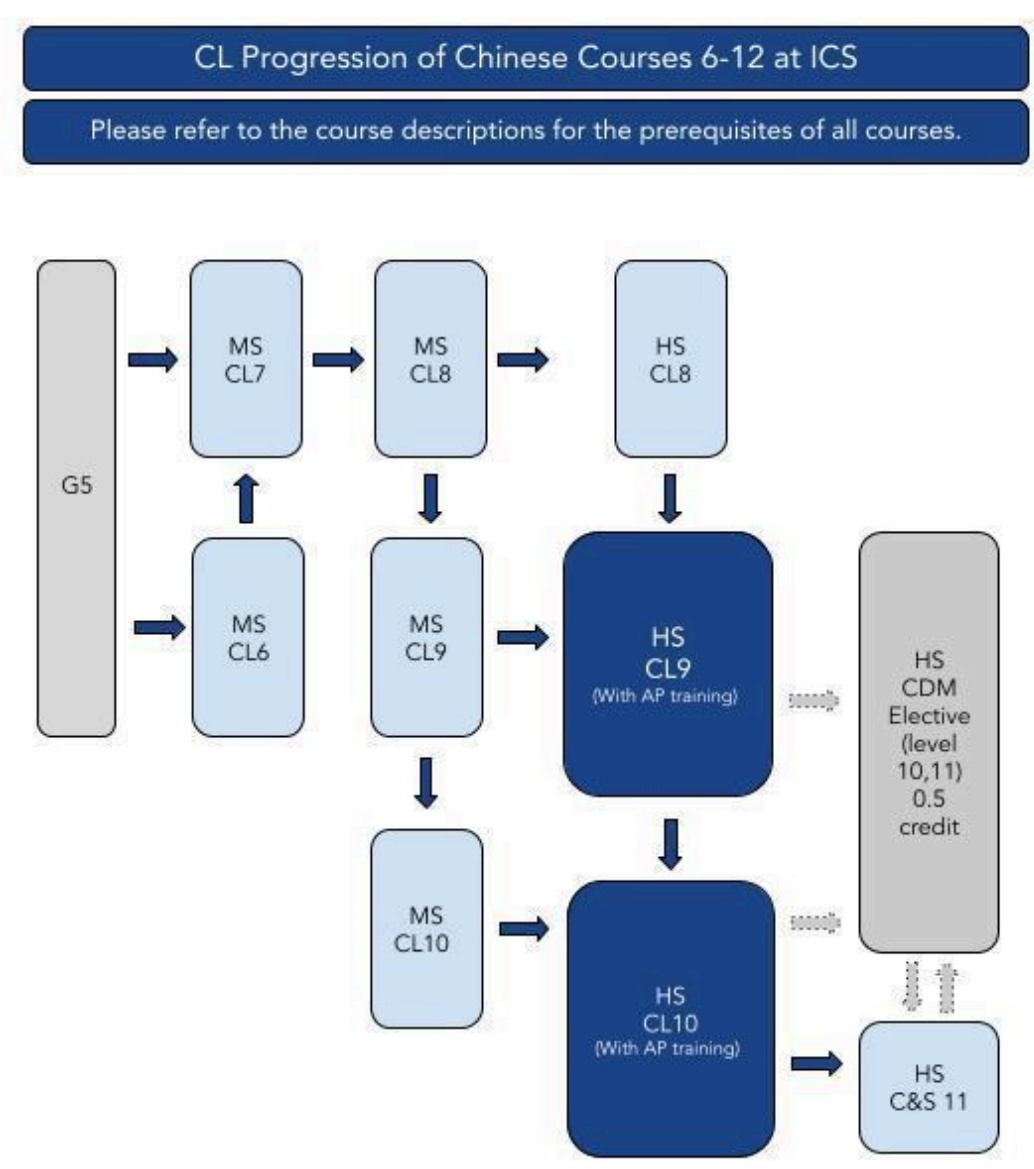 CL Progression of Chinese Courses 6-12 at ICS
Please refer to the course descriptions for the prerequisites of all courses.
G5
MS
CL7
MS
CL8
HS
CL8
MS
CL6
MS
CL9
HS
CL9
(With AP training)
HS
CDM
Elective
(level
10,11)
0.5
credit
MS
CL10
HS
CL10
(With AP training)
HS
C&S 11